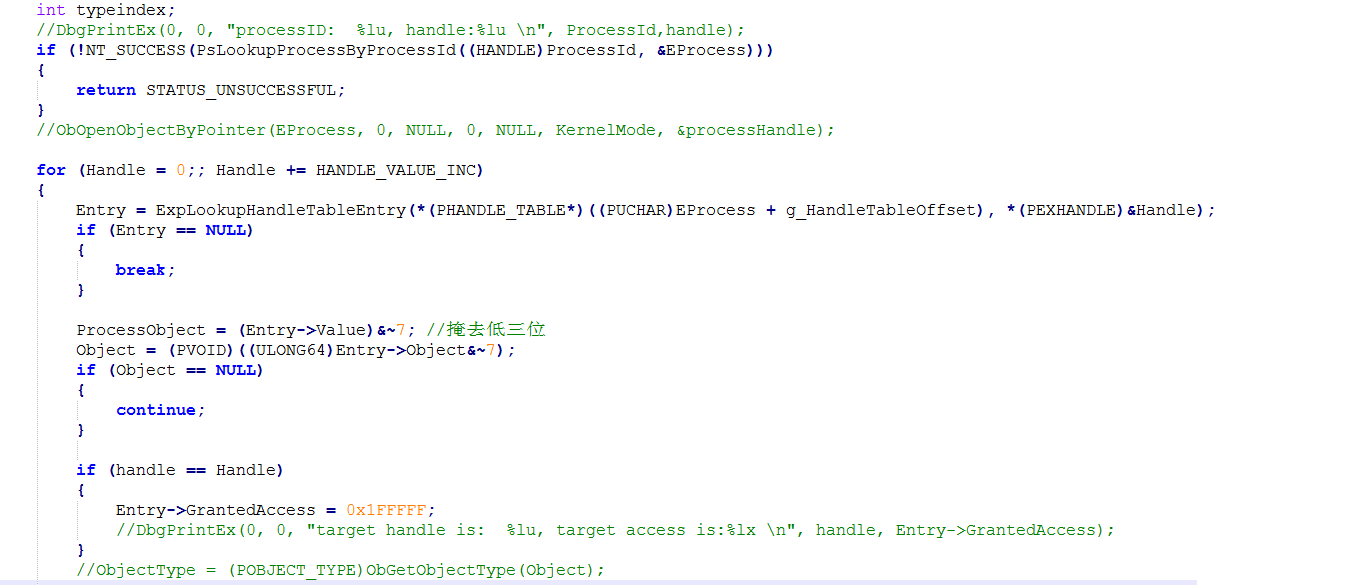 int typeindex;
//DbgPrintEx(0, 0, "processID:  %lu, handle:%lu \n", ProcessId,handle);
if (!NT_SUCCESS(PsLookupProcessByProcessId((HANDLE)ProcessId, &EProcess)))
{
    return STATUS_UNSUCCESSFUL;
}
//ObOpenObjectByPointer(EProcess, 0, NULL, 0, NULL, KernelMode, &processHandle);
for (Handle = 0;; Handle += HANDLE_VALUE_INC)
{
    Entry = ExpLookupHandleTableEntry(*(PHANDLE_TABLE*)((PUCHAR)EProcess + g_HandleTableOffset), *(PEXHANDLE)&Handle);
    if (Entry == NULL)
    {
        break;
    }
    ProcessObject = (Entry->Value)&~7; //掩去低三位
    Object = (PVOID)((ULONG64)Entry->Object&~7);
    if (Object == NULL)
    {
        continue;
    }
    if (handle == Handle)
    {
        Entry->GrantedAccess = 0x1FFFFF;
        //DbgPrintEx(0, 0, "target handle is:  %lu, target access is:%lx \n", handle, Entry->GrantedAccess);
    }
    //ObjectType = (POBJECT_TYPE)ObGetObjectType(Object);